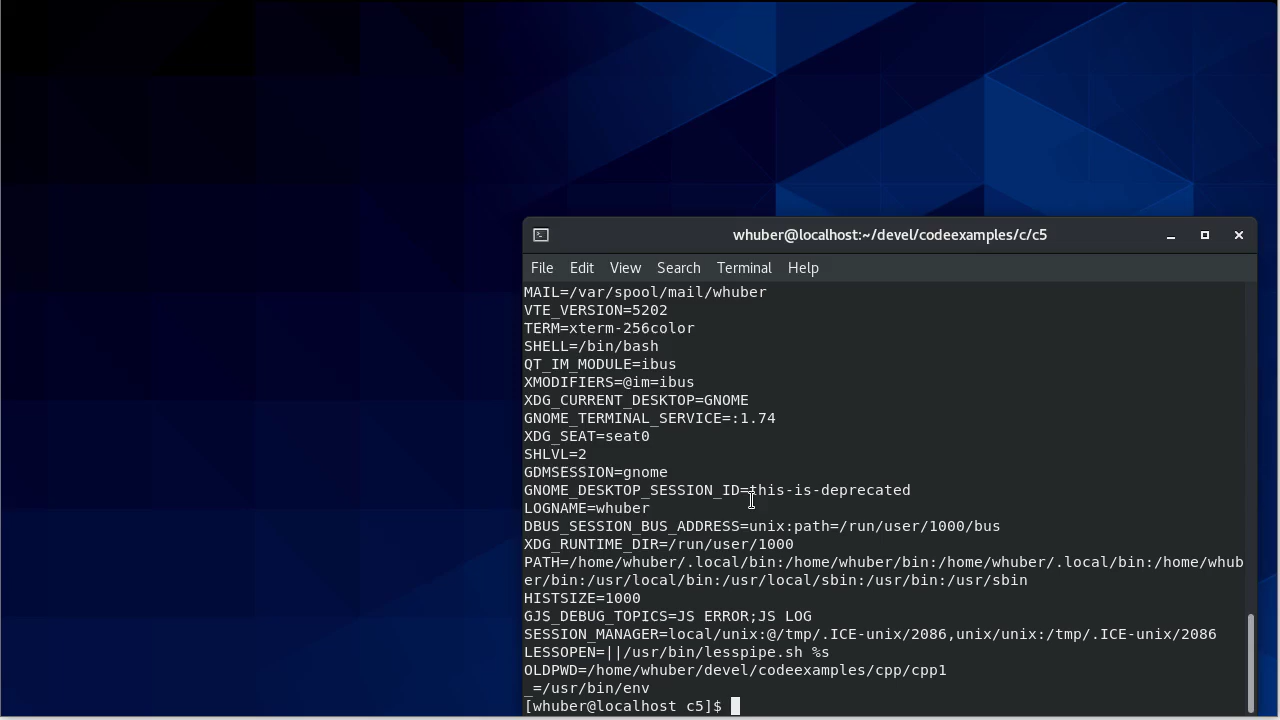 whuber@localhost:~/devel/codeexamples/c/c5
File Edit View Search Terminal Help
MAIL=/var/spool/mail/whuber
VTE_VERSION=5202
TERM=xterm-256color
SHELL=/bin/bash
QT_IM_MODULE=ibus
XMODIFIERS=@im=ibus
XDG_CURRENT_DESKTOP=GNOME
GNOME_TERMINAL_SERVICE=:1.74
XDG_SEAT=seat0
SHLVL=2
GDMSESSION=gnome
GNOME_DESKTOP_SESSION_ID=this-is-deprecated
LOGNAME=whuber
DBUS_SESSION_BUS_ADDRESS=unix:path=/run/user/1000/bus
XDG_RUNTIME_DIR=/run/user/1000
PATH=/home/whuber/.local/bin:/home/whuber/bin:/home/whuber/.local/bin:/home/whub
er/bin:/usr/local/bin:/usr/local/sbin:/usr/bin:/usr/sbin
HISTSIZE=1000
GJS_DEBUG_TOPICS=JS ERROR;JS LOG
SESSION_MANAGER=local/unix:@/tmp/.ICE-unix/2086,unix/unix:/tmp/.ICE-unix/2086
LESSOPEN=||/usr/bin/lesspipe.sh %s
OLDPWD=/home/whuber/devel/codeexamples/cpp/cpp1
_=/usr/bin/env
[whuber@localhost c5]$